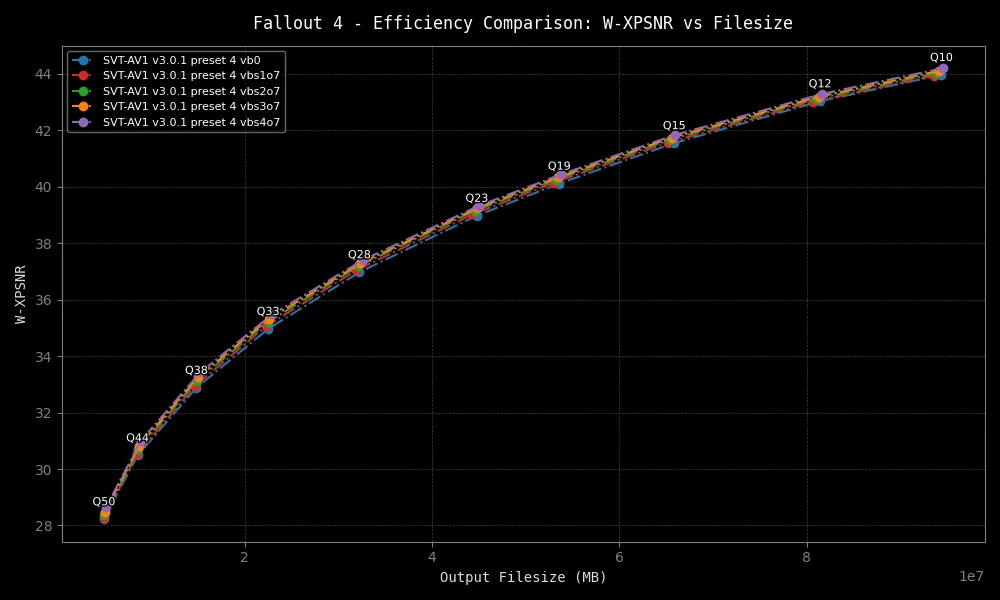 Fallout 4 - Efficiency Comparison: W-XPSNR vs Filesize
SVT-AV1 v3.0.1 preset 4 vb0
SVT-AV1 v3.0.1 preset 4 vbs1o7
SVT-AV1 v3.0.1 preset 4 vbs2o7
SVT-AV1 v3.0.1 preset 4 vbs3o7
SVT-AV1 v3.0.1 preset 4 vbs4o7
Q10
Q12
Q15
Q19
Q23
Q28
Q33
Q38
Q44
Q50
44
42
40
38
36
34
32
30
28
W-XPSNR
2 4 6 8
1e7
Output Filesize (MB)